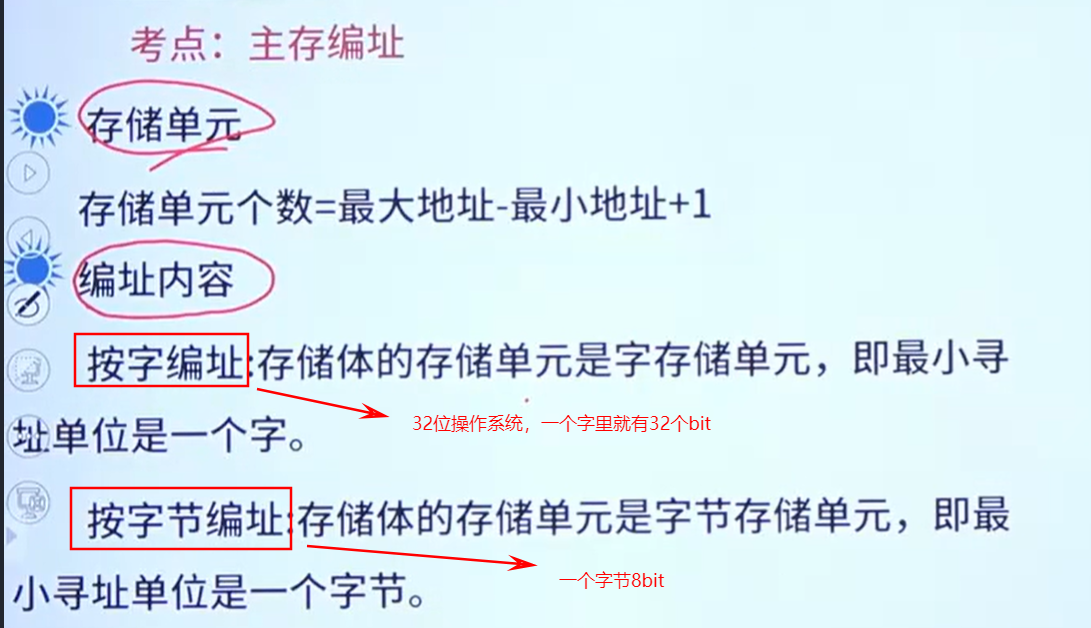 考点：主存编址
存储单元
存储单元个数=最大地址-最小地址+1
编址内容
按字编址:存储体的存储单元是字存储单元，即最小寻
32位操作系统，一个字里就有32个bit
址单位是一个字。
按字节编址:存储体的存储单元是字节存储单元，即最
一个字节8bit
小寻址单位是一个字节。